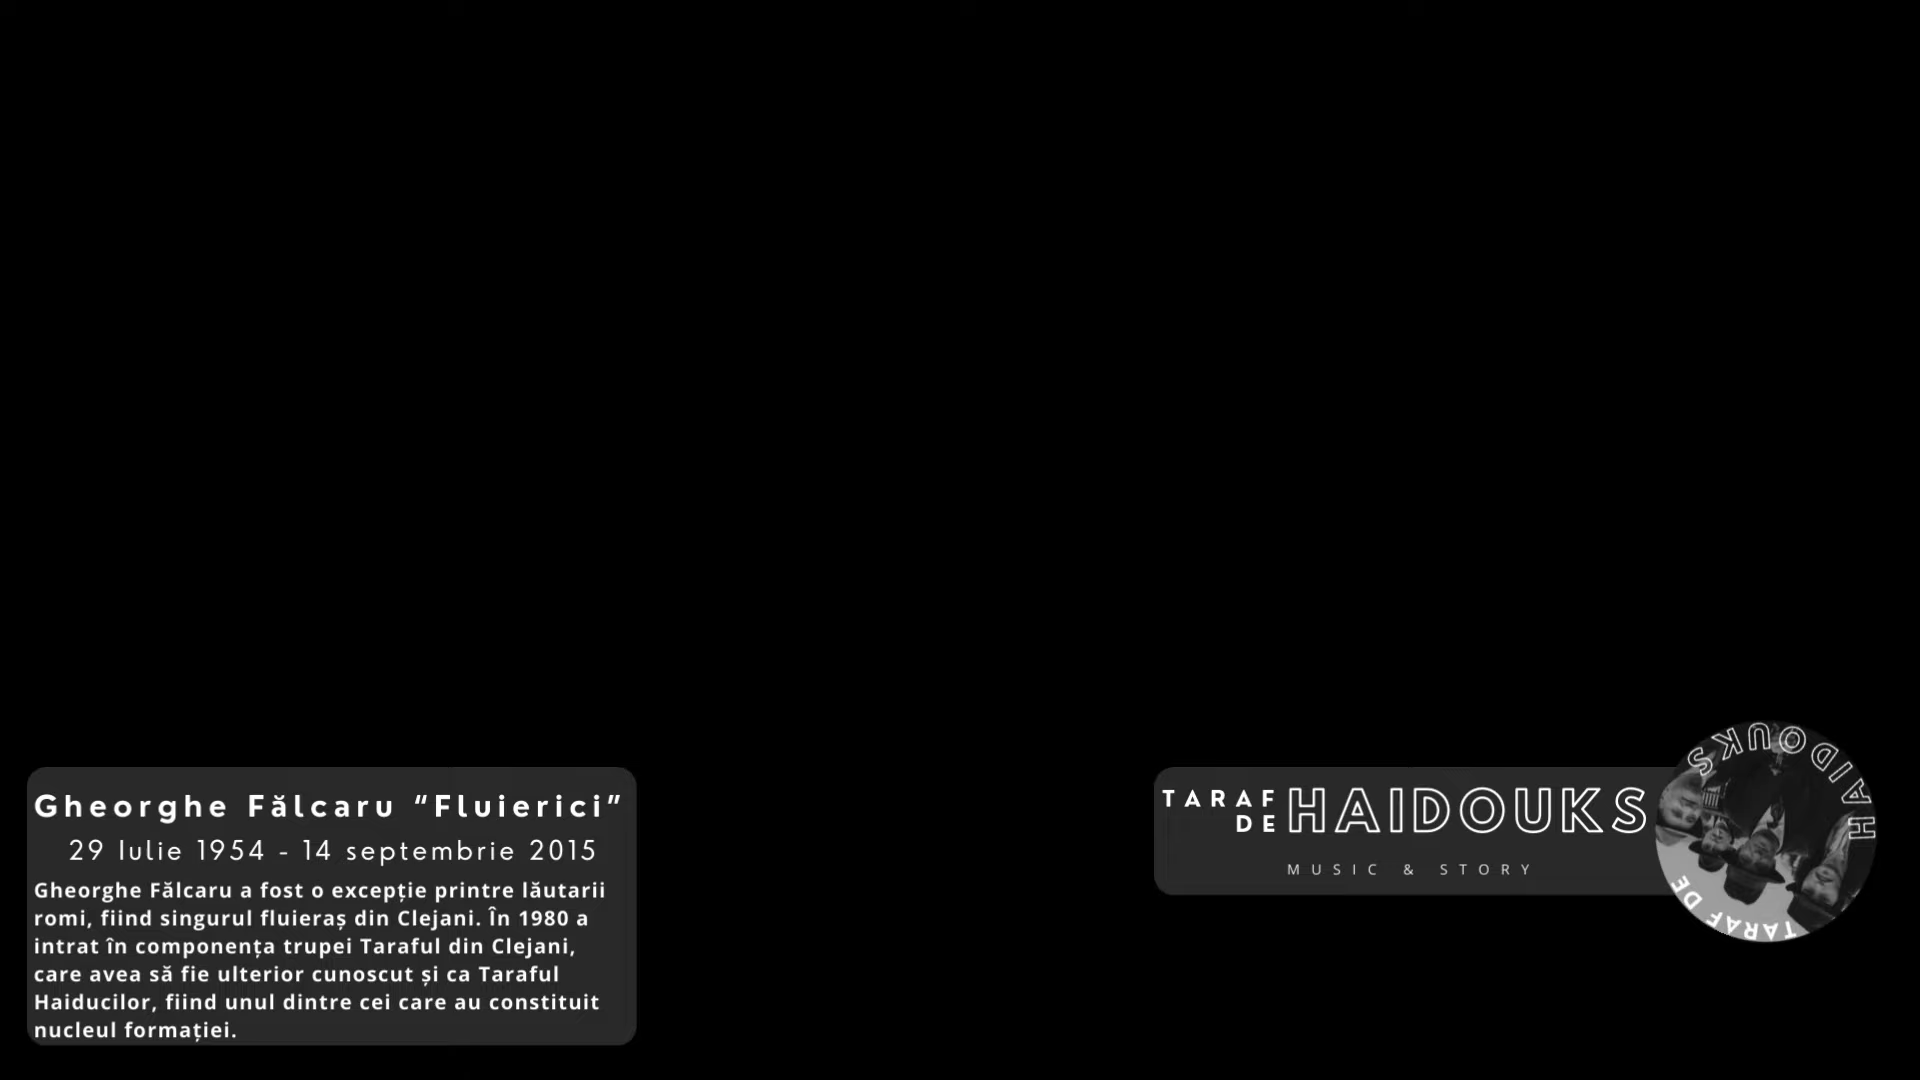 Gheorghe Fălcaru “Fluierici”
29 Iulie 1954 - 14 septembrie 2015
Gheorghe Fălcaru a fost o excepție printre lăutarii
romi, fiind singurul fluieraș din Clejani. În 1980 a
intrat în componența trupei Taraful din Clejani,
care avea să fie ulterior cunoscut și ca Taraful
Haiducilor, fiind unul dintre cei care au constituit
nucleul formației.
TARAF
DE HAIDOUKS
MUSIC & STORY
TARAF DE HAIDOUKS